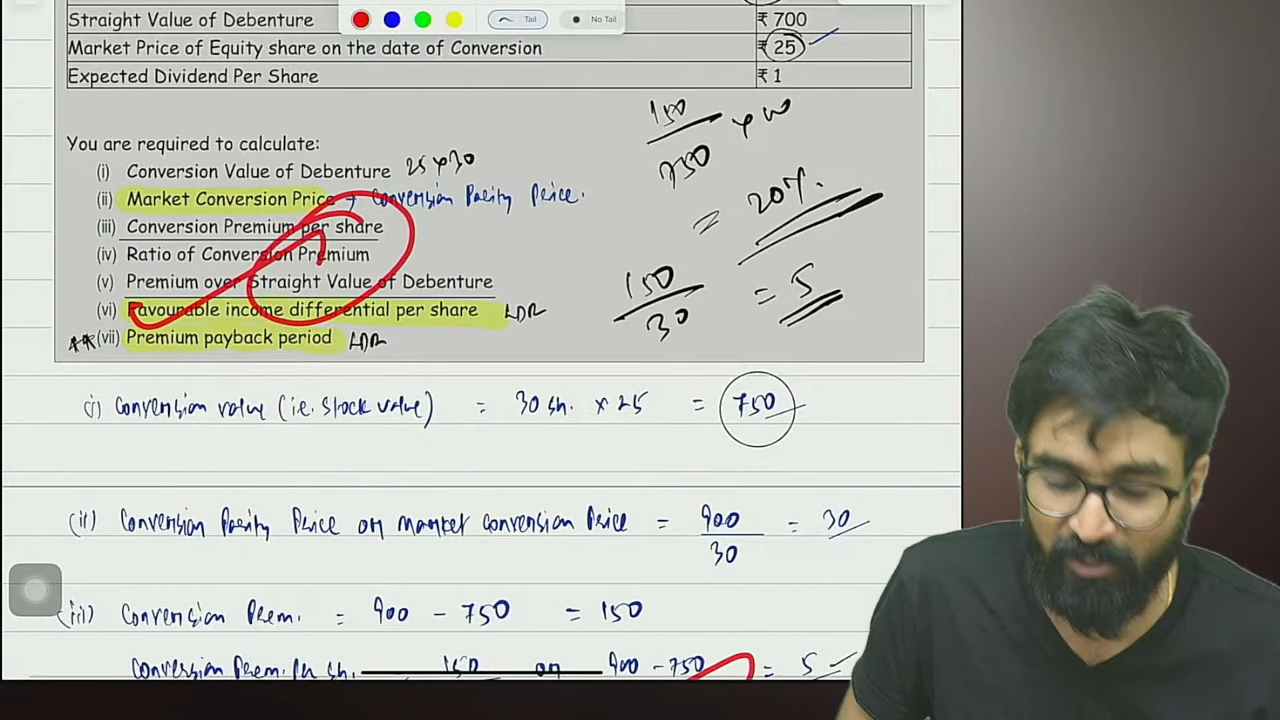 Straight Value of Debenture ₹ 700
Tail No Tail
Market Price of Equity share on the date of Conversion ₹ 25
Expected Dividend Per Share ₹ 1
You are required to calculate:
(i) Conversion Value of Debenture 25 × 30
(ii) Market Conversion Price → Conversion Parity Price.
(iii) Conversion Premium per share
(iv) Ratio of Conversion Premium
(v) Premium over Straight Value of Debenture
(vi) Favourable income differential per share LDR
**(vii) Premium payback period LDR
150
750
= 20%.
150
30
= 5
(i) Conversion value (i.e. Stock value) = 30 sh. × 25 = 750
(ii) Conversion Parity Price or market conversion Price = 900
30
= 30
(iii) Conversion Prem. = 900 - 750 = 150
Conversion Prem. Per sh. 150 or 900 - 750 = 5